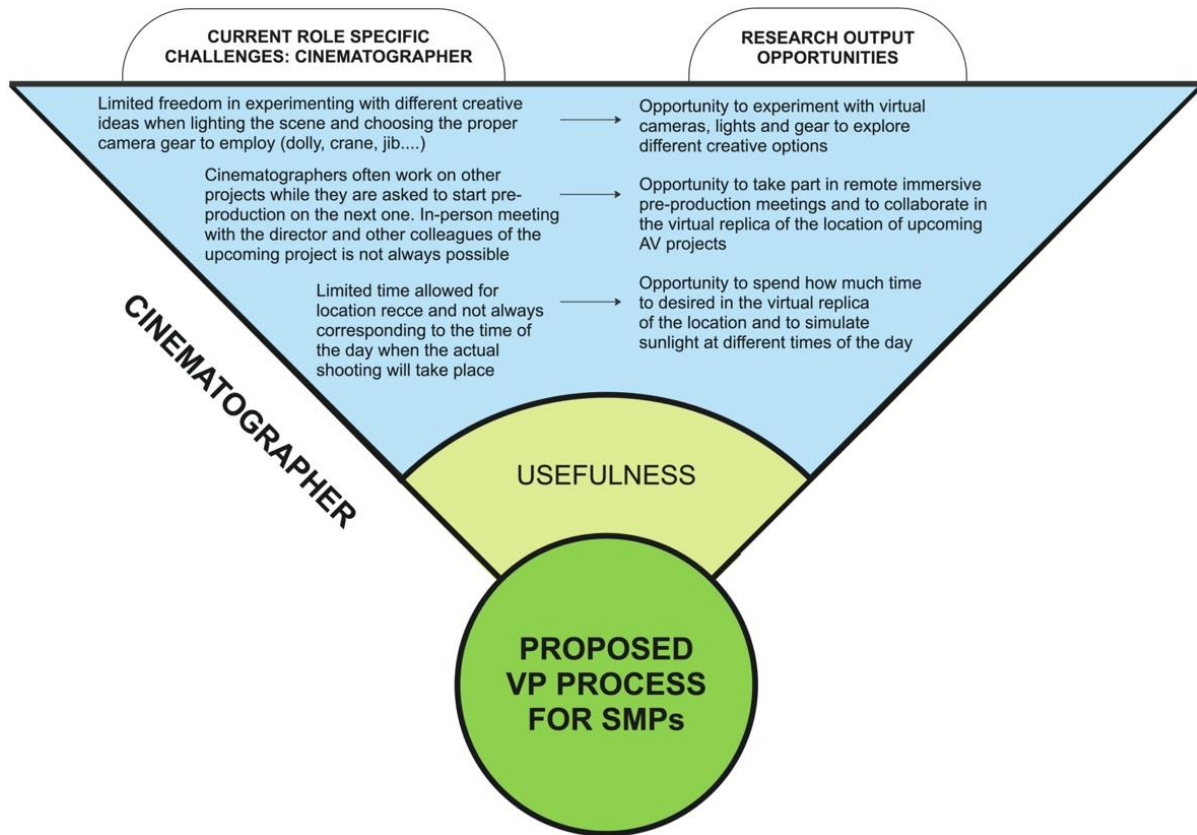 CURRENT ROLE SPECIFIC
CHALLENGES: CINEMATOGRAPHER
RESEARCH OUTPUT
OPPORTUNITIES
Limited freedom in experimenting with different creative
ideas when lighting the scene and choosing the proper
camera gear to employ (dolly, crane, jib....)
Opportunity to experiment with virtual
cameras, lights and gear to explore
different creative options
Cinematographers often work on other
projects while they are asked to start pre-
production on the next one. In-person meeting
with the director and other colleagues of the
upcoming project is not always possible
Opportunity to take part in remote immersive
pre-production meetings and to collaborate in
the virtual replica of the location of upcoming
AV projects
Limited time allowed for
location recce and not always
corresponding to the time of
the day when the actual
shooting will take place
Opportunity to spend how much time
to desired in the virtual replica
of the location and to simulate
sunlight at different times of the day
CINEMATOGRAPHER
USEFULNESS
PROPOSED
VP PROCESS
FOR SMPs